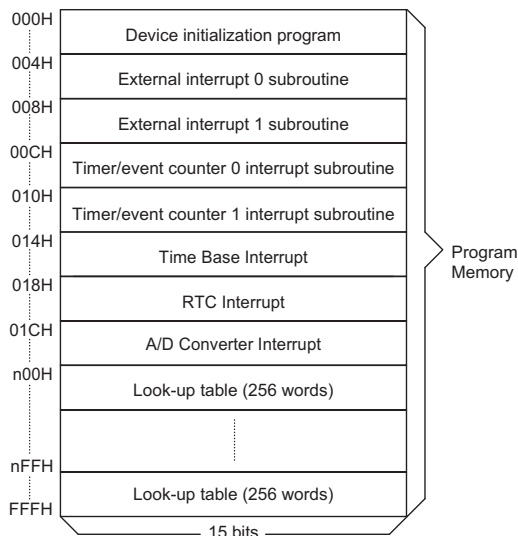 000H
Device initialization program
004H
External interrupt 0 subroutine
008H
External interrupt 1 subroutine
00CH
Timer/event counter 0 interrupt subroutine
010H
Timer/event counter 1 interrupt subroutine
014H
Time Base Interrupt
018H
RTC Interrupt
01CH
A/D Converter Interrupt
n00H
Look-up table (256 words)
nFFH
Look-up table (256 words)
FFFH
15 bits
Program
Memory